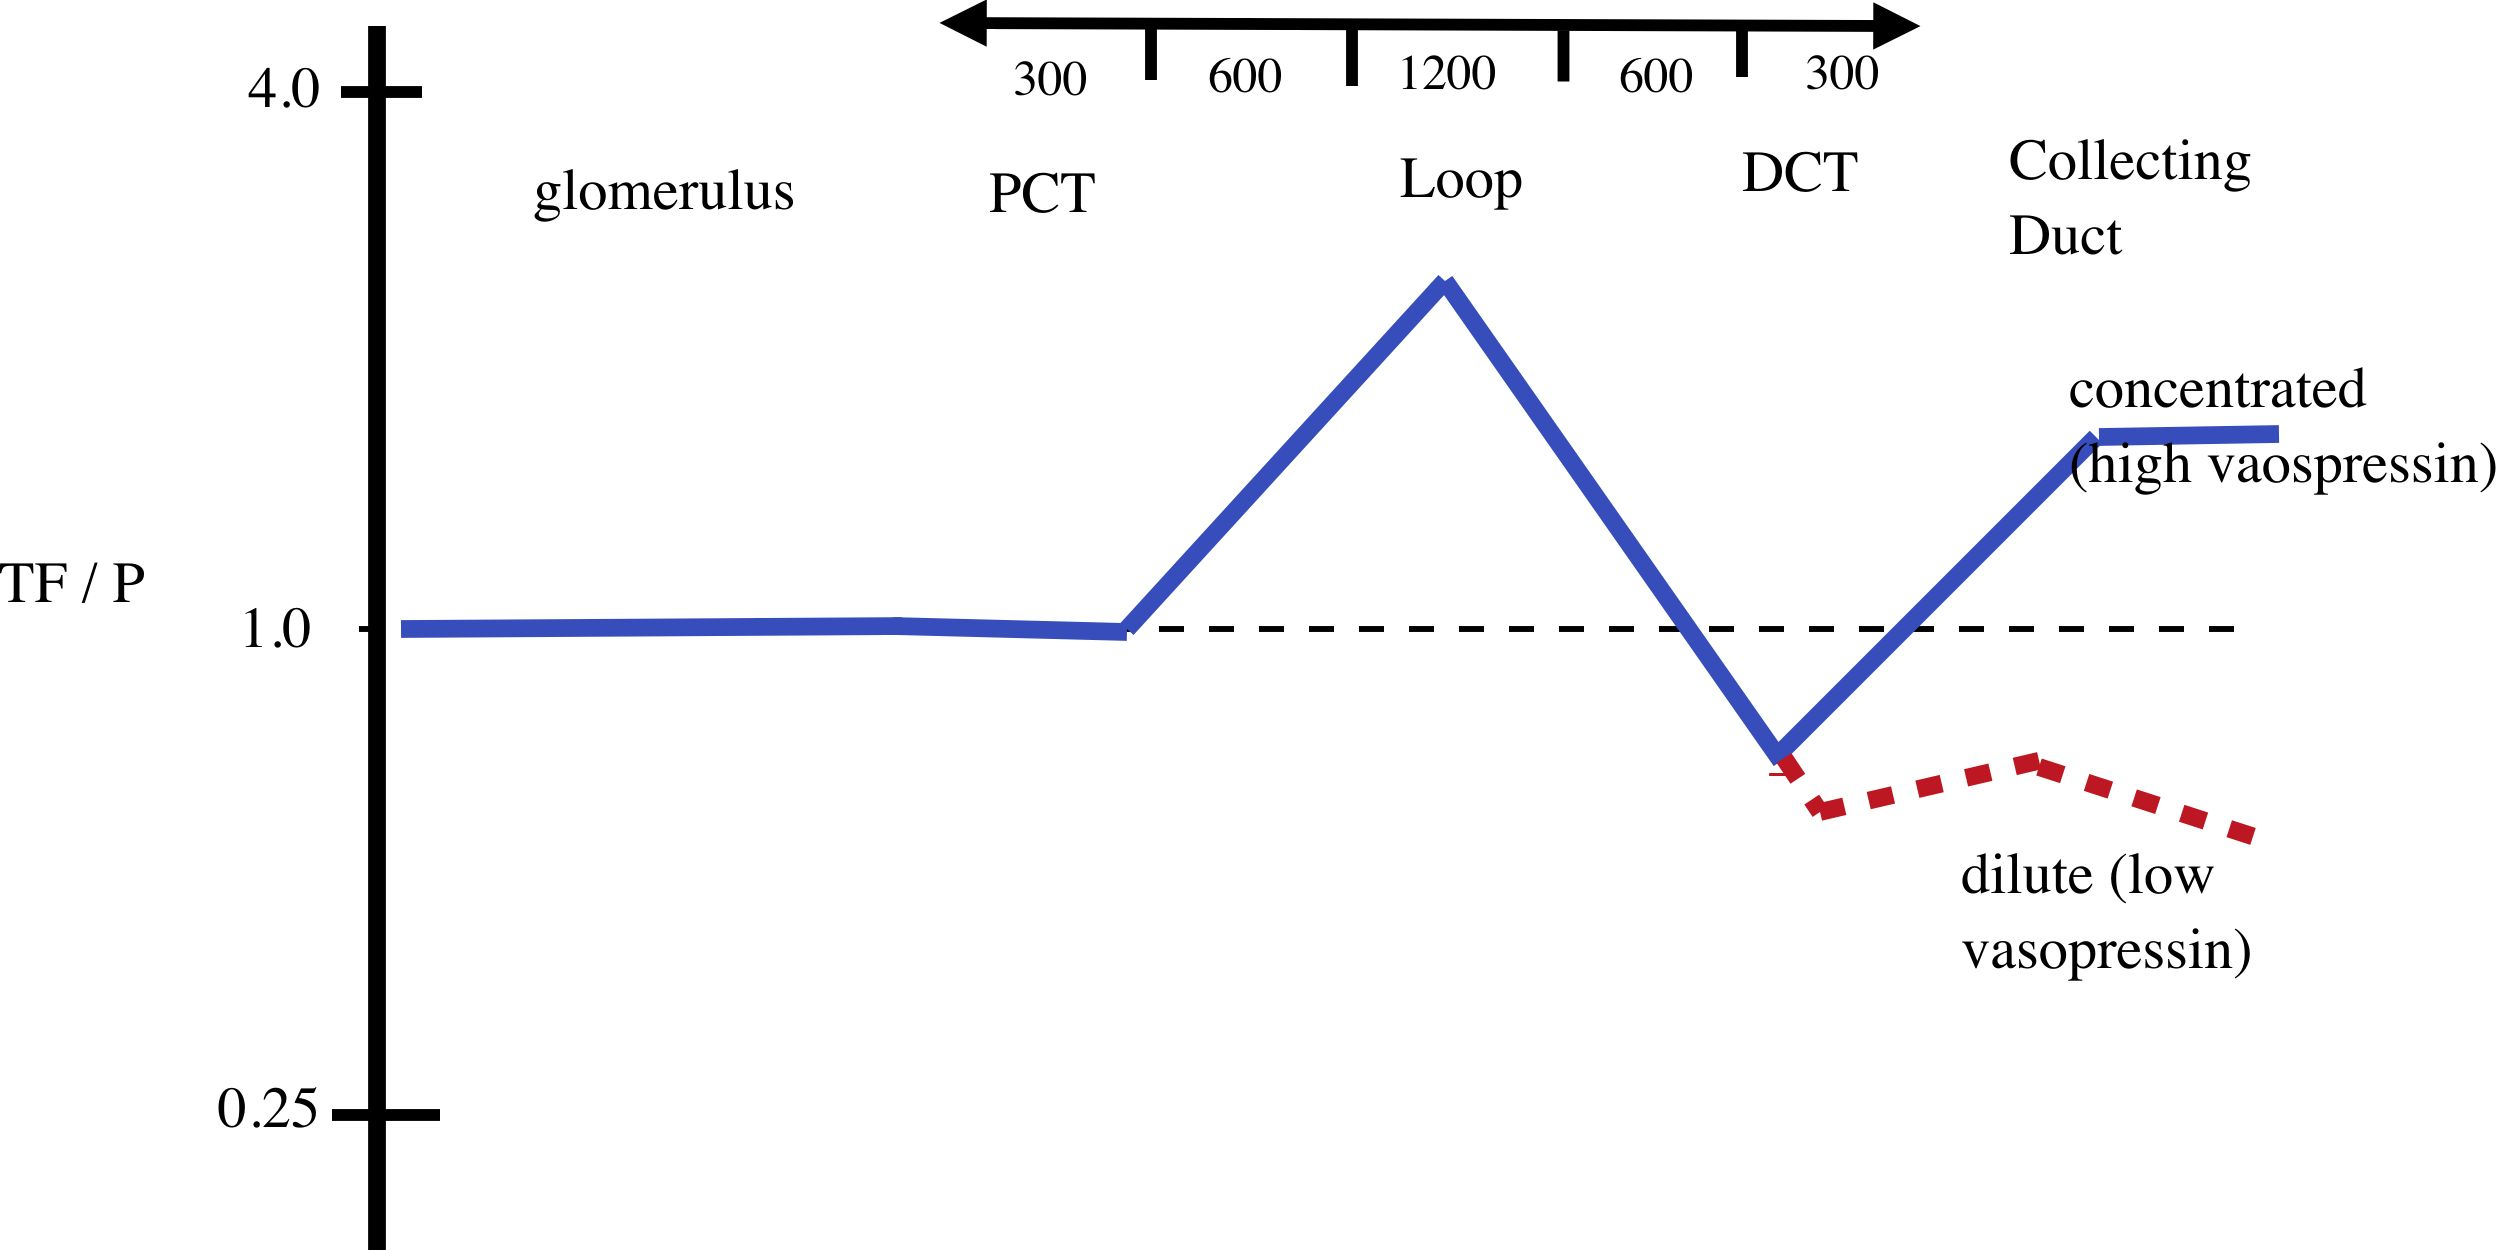 300 600 1200 600 300
4.0
glomerulus PCT Loop DCT Collecting
Duct
concentrated
(high vaospressin)
TF / P
1.0
dilute (low
vasopressin)
0.25